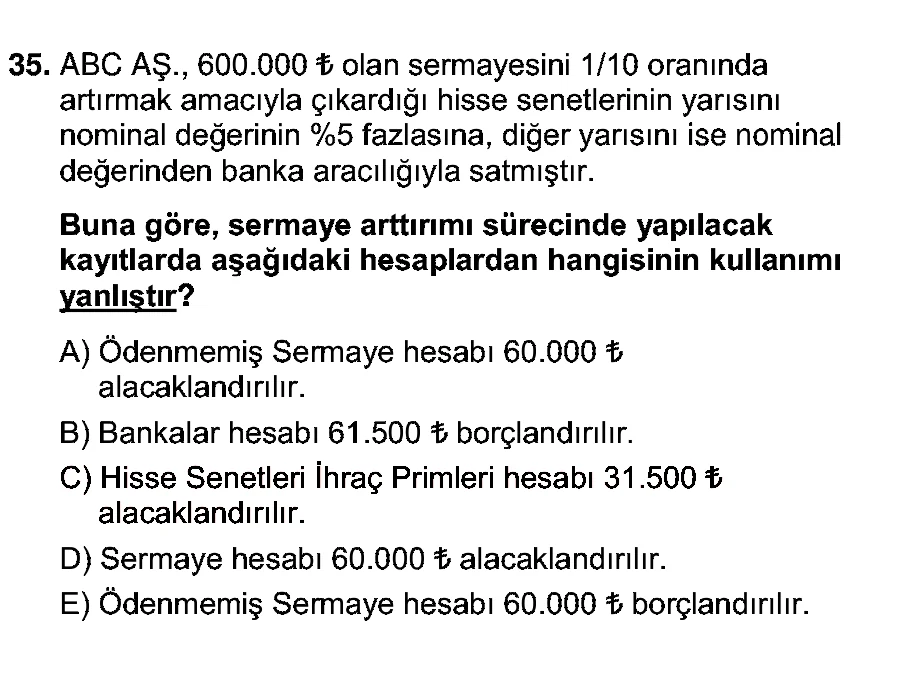 35. ABC AŞ., 600.000 ₺ olan sermayesini 1/10 oranında
artırmak amacıyla çıkardığı hisse senetlerinin yarısını
nominal değerinin %5 fazlasına, diğer yarısını ise nominal
değerinden banka aracılığıyla satmıştır.
Buna göre, sermaye arttırımı sürecinde yapılacak
kayıtlarda aşağıdaki hesaplardan hangisinin kullanımı
yanlıştır?
A) Ödenmemiş Sermaye hesabı 60.000 ₺
alacaklandırılır.
B) Bankalar hesabı 61.500 ₺ borçlandırılır.
C) Hisse Senetleri İhraç Primleri hesabı 31.500 ₺
alacaklandırılır.
D) Sermaye hesabı 60.000 ₺ alacaklandırılır.
E) Ödenmemiş Sermaye hesabı 60.000 ₺ borçlandırılır.